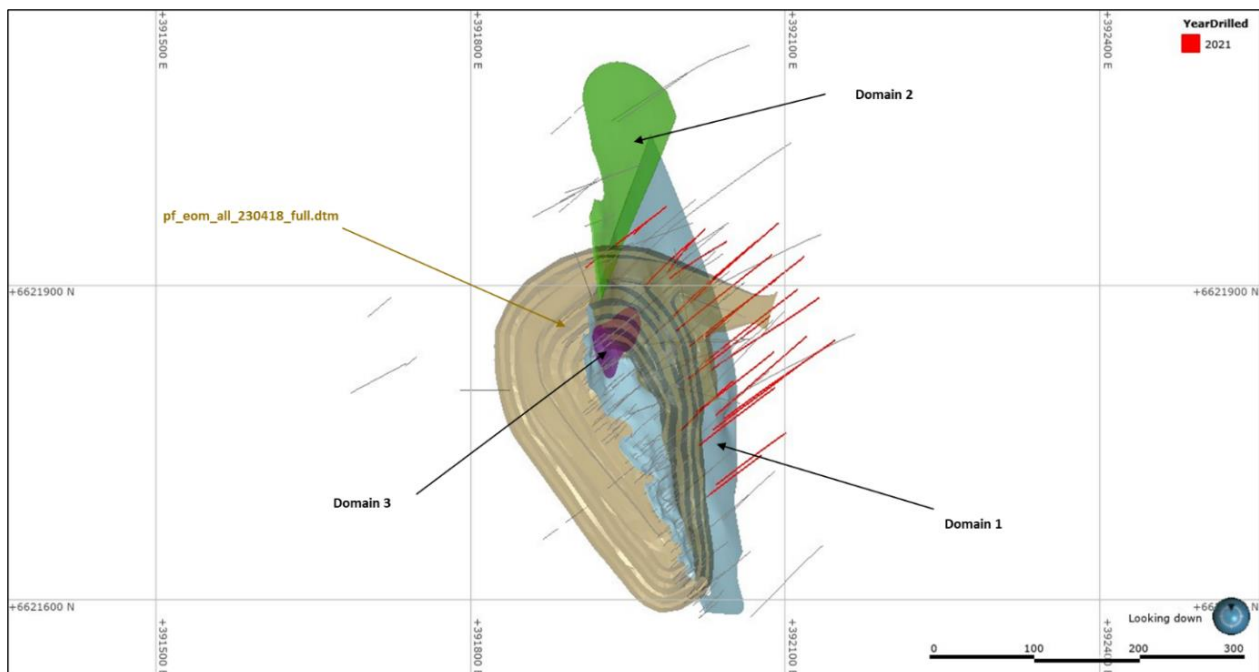 +391500 E
+391800 E
+392100 E
+392400 E
YearDrilled
2021
Domain 2
pf_eom_all_230418_full.dtm
+6621900 N
+6621900 N
Domain 3
Domain 1
+6621600 N
Looking down
+391500 E
+391800 E
+392100 E
+392400 E
0 100 200 300